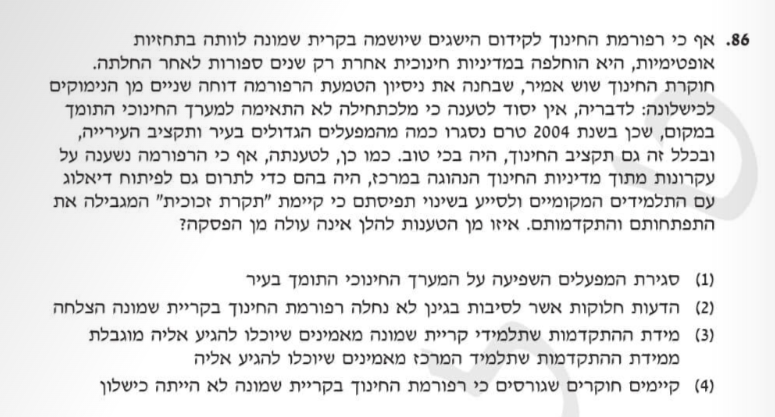 86. אף כי רפורמת החינוך לקידום הישגים שיושמה בקרית שמונה לוותה בתחזיות
אופטימיות, היא הוחלפה במדיניות חינוכית אחרת רק שנים ספורות לאחר החלתה.
חוקרת החינוך שוש אמיר, שבחנה את ניסיון הטמעת הרפורמה דוחה שניים מן הנימוקים
לכישלונה: לדבריה, אין יסוד לטענה כי מלכתחילה לא התאימה למערך החינוכי התומך
במקום, שכן בשנת 2004 טרם נסגרו כמה מהמפעלים הגדולים בעיר ותקציב העירייה,
ובכלל זה גם תקציב החינוך, היה בכי טוב. כמו כן, לטענתה, אף כי הרפורמה נשענה על
עקרונות מתוך מדיניות החינוך הנהוגה במרכז, היה בהם כדי לתרום גם לפיתוח דיאלוג
עם התלמידים המקומיים ולסייע בשינוי תפיסתם כי קיימת "תקרת זכוכית" המגבילה את
התפתחותם והתקדמותם. איזו מן הטענות להלן אינה עולה מן הפסקה?
(1) סגירת המפעלים השפיעה על המערך החינוכי התומך בעיר
(2) הדעות חלוקות אשר לסיבות בגינן לא נחלה רפורמת החינוך בקריית שמונה הצלחה
(3) מידת ההתקדמות שתלמידי קריית שמונה מאמינים שיוכלו להגיע אליה מוגבלת
ממידת ההתקדמות שתלמיד המרכז מאמינים שיוכלו להגיע אליה
(4) קיימים חוקרים שגורסים כי רפורמת החינוך בקריית שמונה לא הייתה כישלון